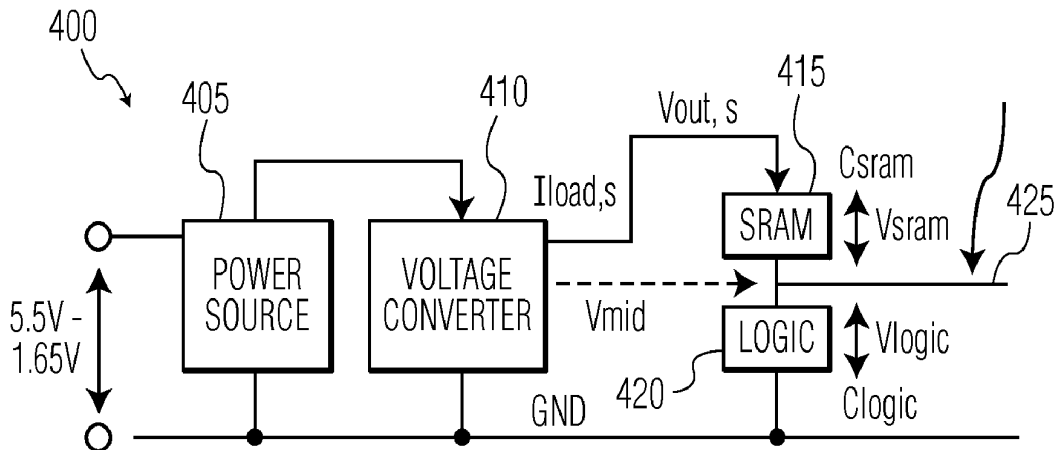 400
405
410
415
Vout, s
Csram
Iload,s
SRAM
Vsram
425
POWER
SOURCE
VOLTAGE
CONVERTER
5.5V -
1.65V
Vmid
LOGIC
Vlogic
420
GND
Clogic